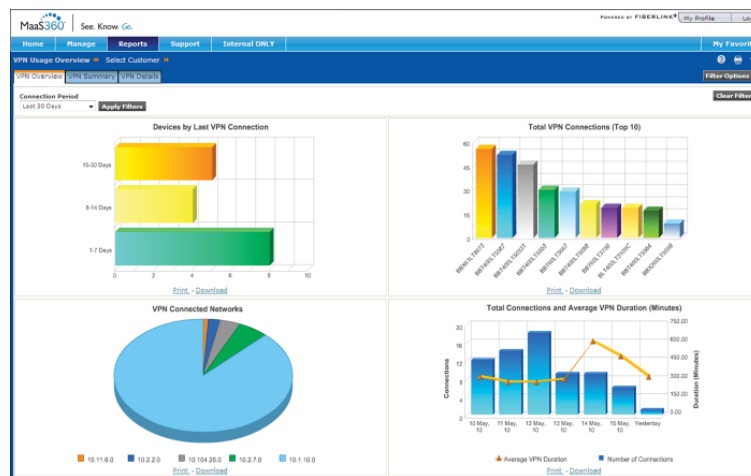 MaaS360 See. Know. Go.
POWERED BY FIBERLINK
My Profile
Home Manage Reports Support Internal ONLY My Favorit
VPN Usage Overview Select Customer
VPN Overview VPN Summary VPN Details Filter Options
Connection Period Clear Filter
Last 30 Days Apply Filters
Devices by Last VPN Connection
15-30 Days
8-14 Days
1-7 Days
0 2 4 6 8 10
Print - Download
Total VPN Connections (Top 10)
60
45
30
15
0
Print - Download
VPN Connected Networks
10.11.6.0 10.2.2.0 10.104.25.0 10.2.7.0 10.1.10.0
Print - Download
Total Connections and Average VPN Duration (Minutes)
Connections
20
16
12
8
4
0
750.00
600.00
450.00
300.00
150.00
0.00
Duration (Minutes)
10 May, 10
11 May, 10
12 May, 10
13 May, 10
14 May, 10
15 May, 10
Yesterday
Average VPN Duration Number of Connections
Print - Download